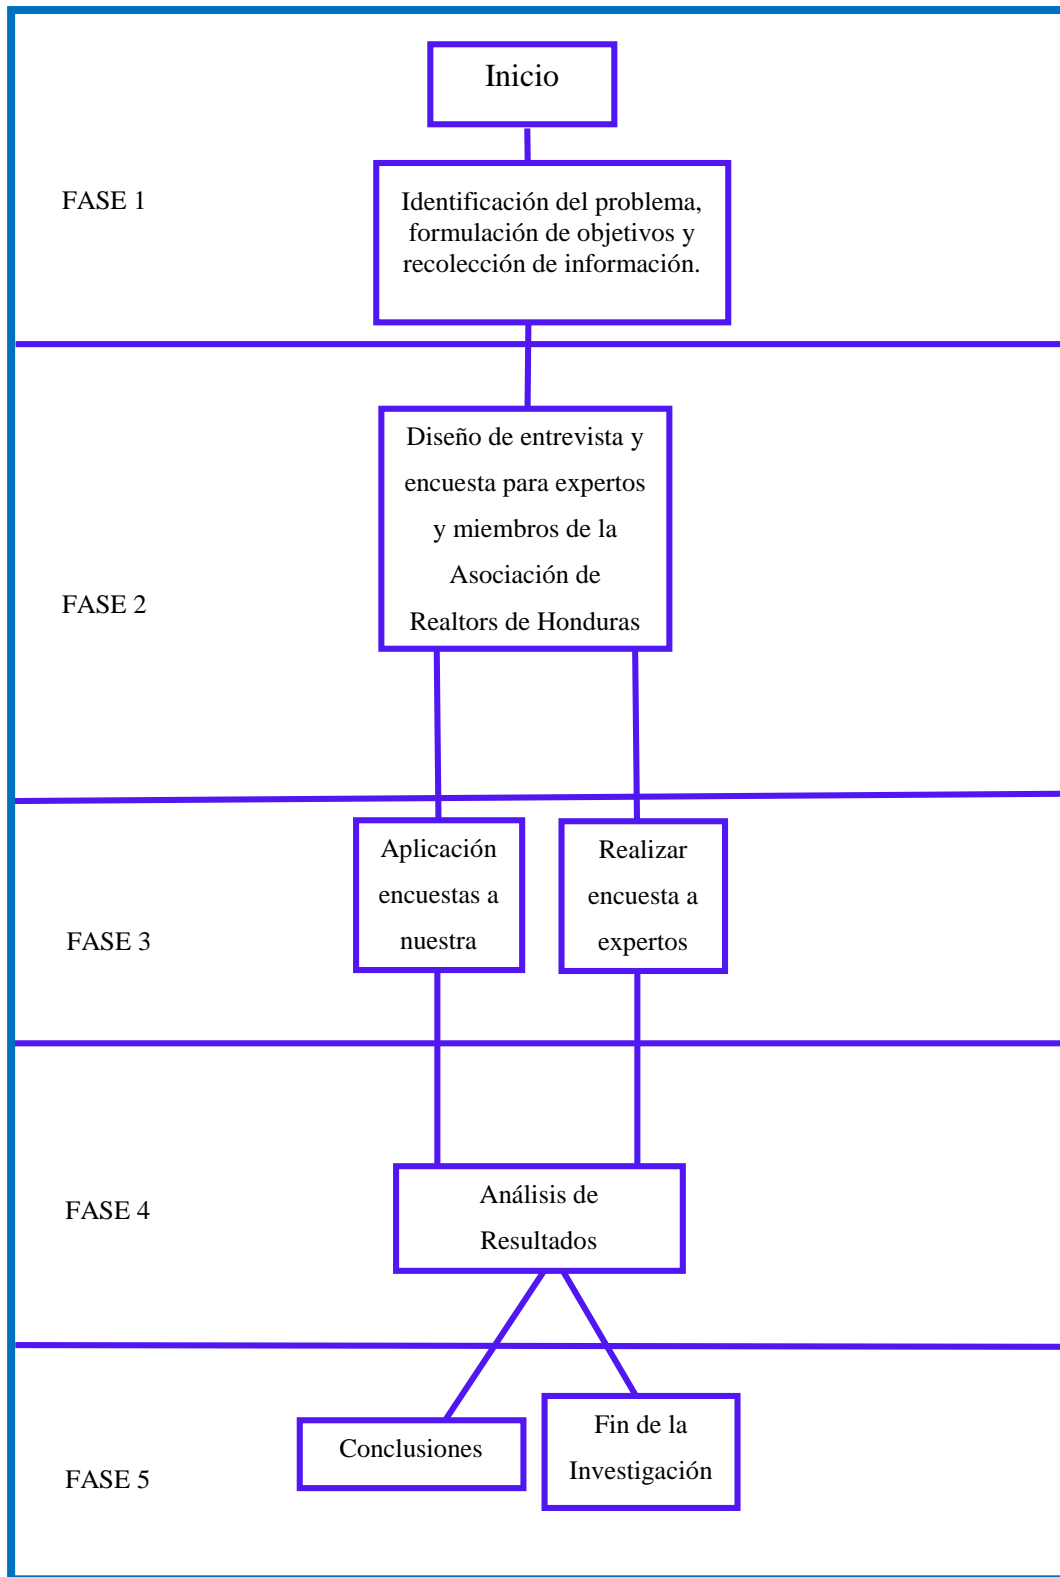 Inicio
FASE 1
Identificación del problema,
formulación de objetivos y
recolección de información.
Diseño de entrevista y
encuesta para expertos
y miembros de la
Asociación de
Realtors de Honduras
FASE 2
Aplicación
encuestas a
nuestra
Realizar
encuesta a
expertos
FASE 3
Análisis de
Resultados
FASE 4
Conclusiones
Fin de la
Investigación
FASE 5